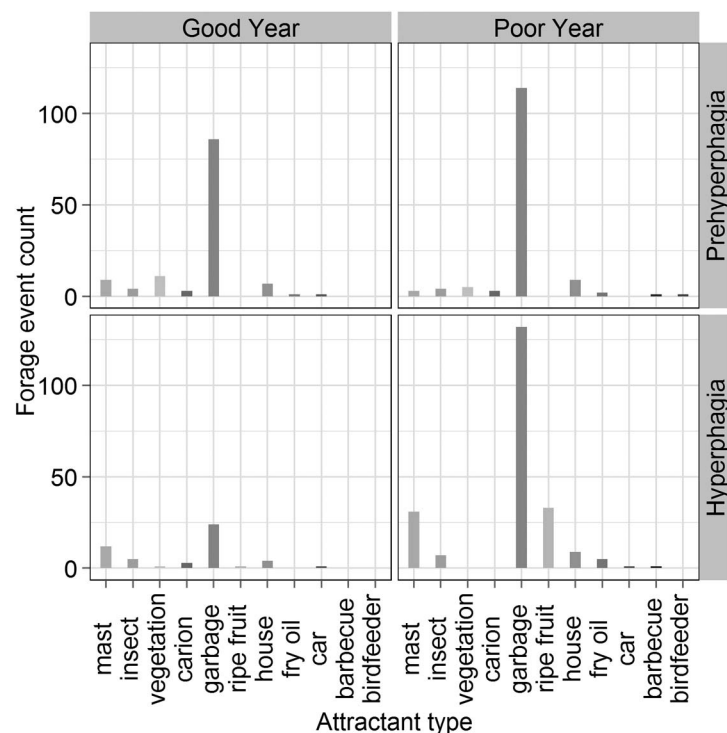 Good Year
Poor Year
Forage event count
100
50
0
Prehyperphagia
100
50
0
Hyperphagia
mast
insect
vegetation
carion
garbage
ripe fruit
house
fry oil
car
barbecue
birdfeeder
mast
insect
vegetation
carion
garbage
ripe fruit
house
fry oil
car
barbecue
birdfeeder
Attractant type